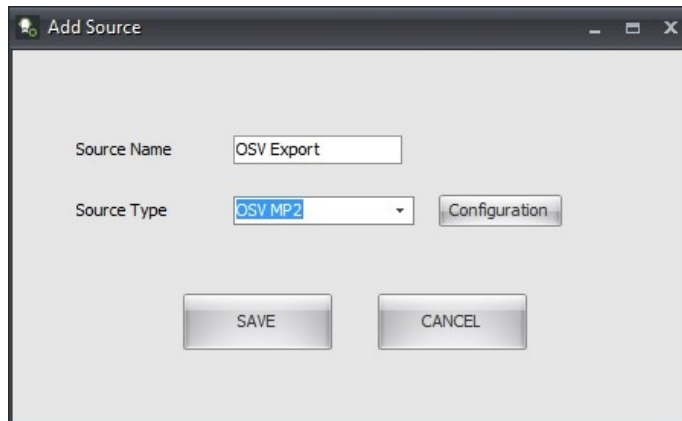 Add Source
Source Name OSV Export
Source Type OSV MP2 Configuration
SAVE CANCEL